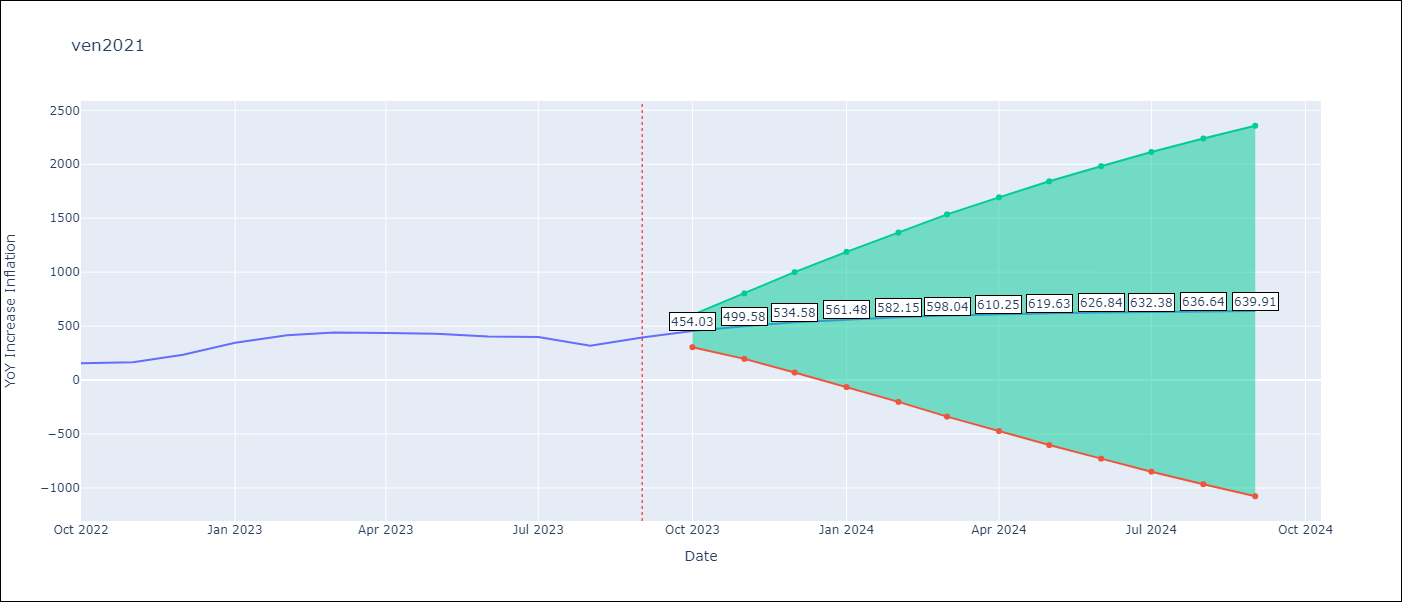 ven2021
YoY Increase Inflation
2500
2000
1500
1000
500
0
−500
−1000
454.03
499.58
534.58
561.48
582.15
598.04
610.25
619.63
626.84
632.38
636.64
639.91
Oct 2022
Jan 2023
Apr 2023
Jul 2023
Oct 2023
Jan 2024
Apr 2024
Jul 2024
Oct 2024
Date